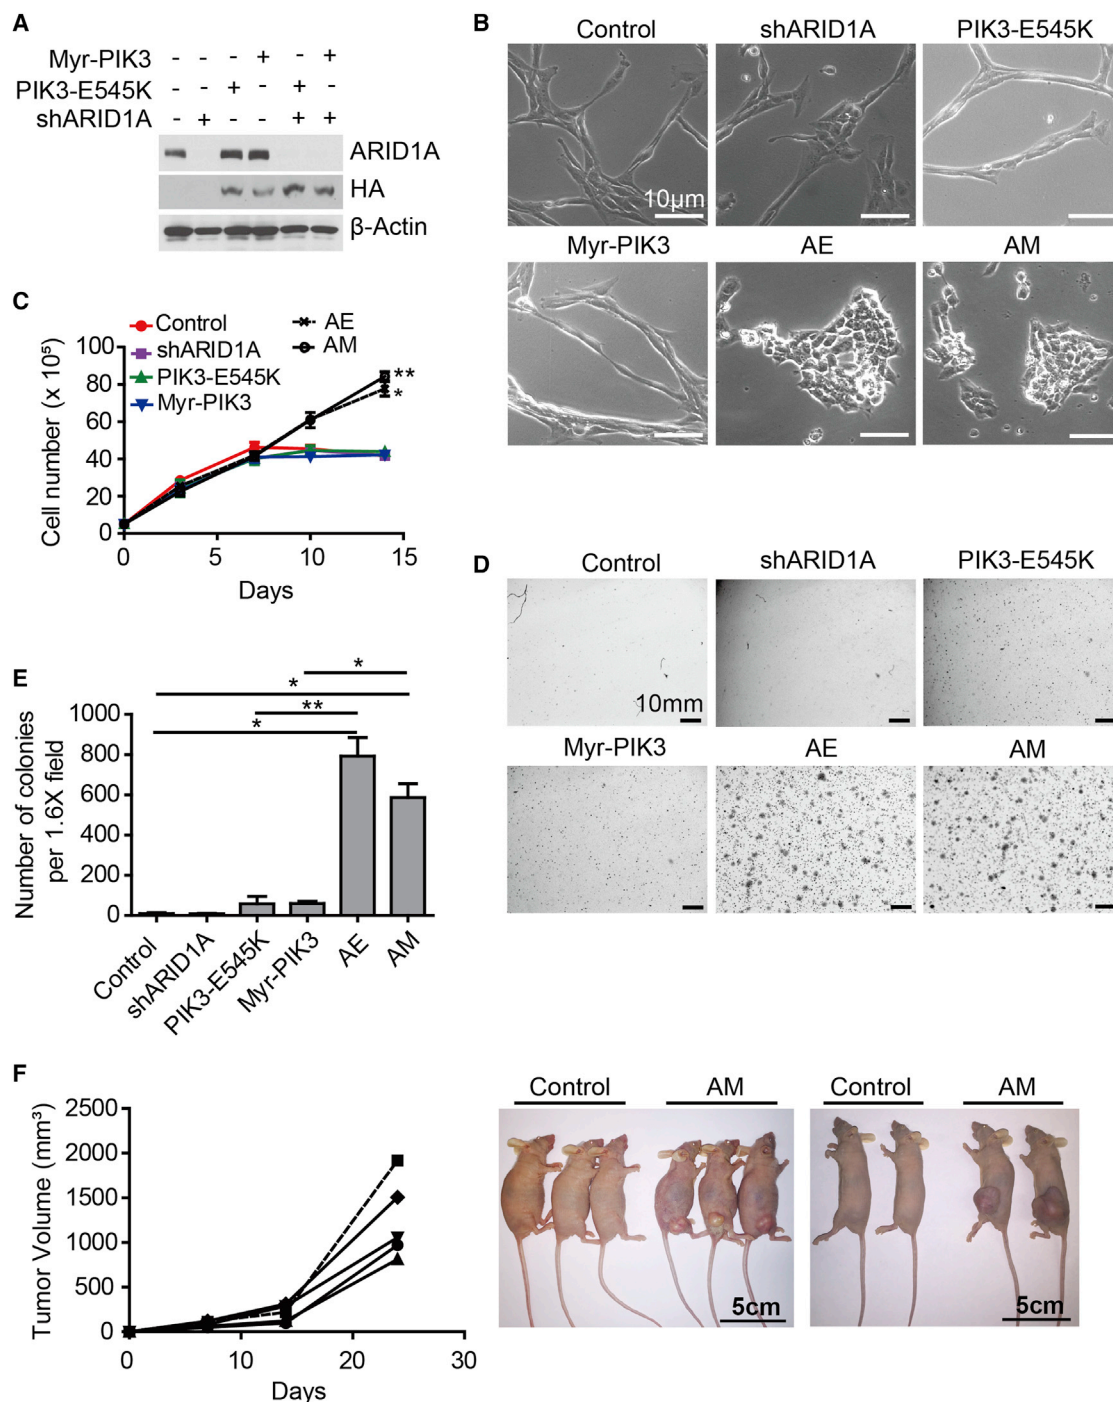 A
Myr-PIK3 - - - + - +
PIK3-E545K - - + - + -
shARID1A - + - - + +
ARID1A
HA
β-Actin
B
Control shARID1A PIK3-E545K
10μm
Myr-PIK3 AE AM
C
Control
shARID1A
PIK3-E545K
Myr-PIK3
AE
AM
Cell number (x 10⁵)
100
80
60
40
20
0
**
*
0 5 10 15
Days
D
Control shARID1A PIK3-E545K
10mm
Myr-PIK3 AE AM
E
*
*
**
*
Number of colonies
per 1.6X field
1000
800
600
400
200
0
Control
shARID1A
PIK3-E545K
Myr-PIK3
AE
AM
F
Tumor Volume (mm³)
2500
2000
1500
1000
500
0
0 10 20 30
Days
Control AM Control AM
5cm 5cm